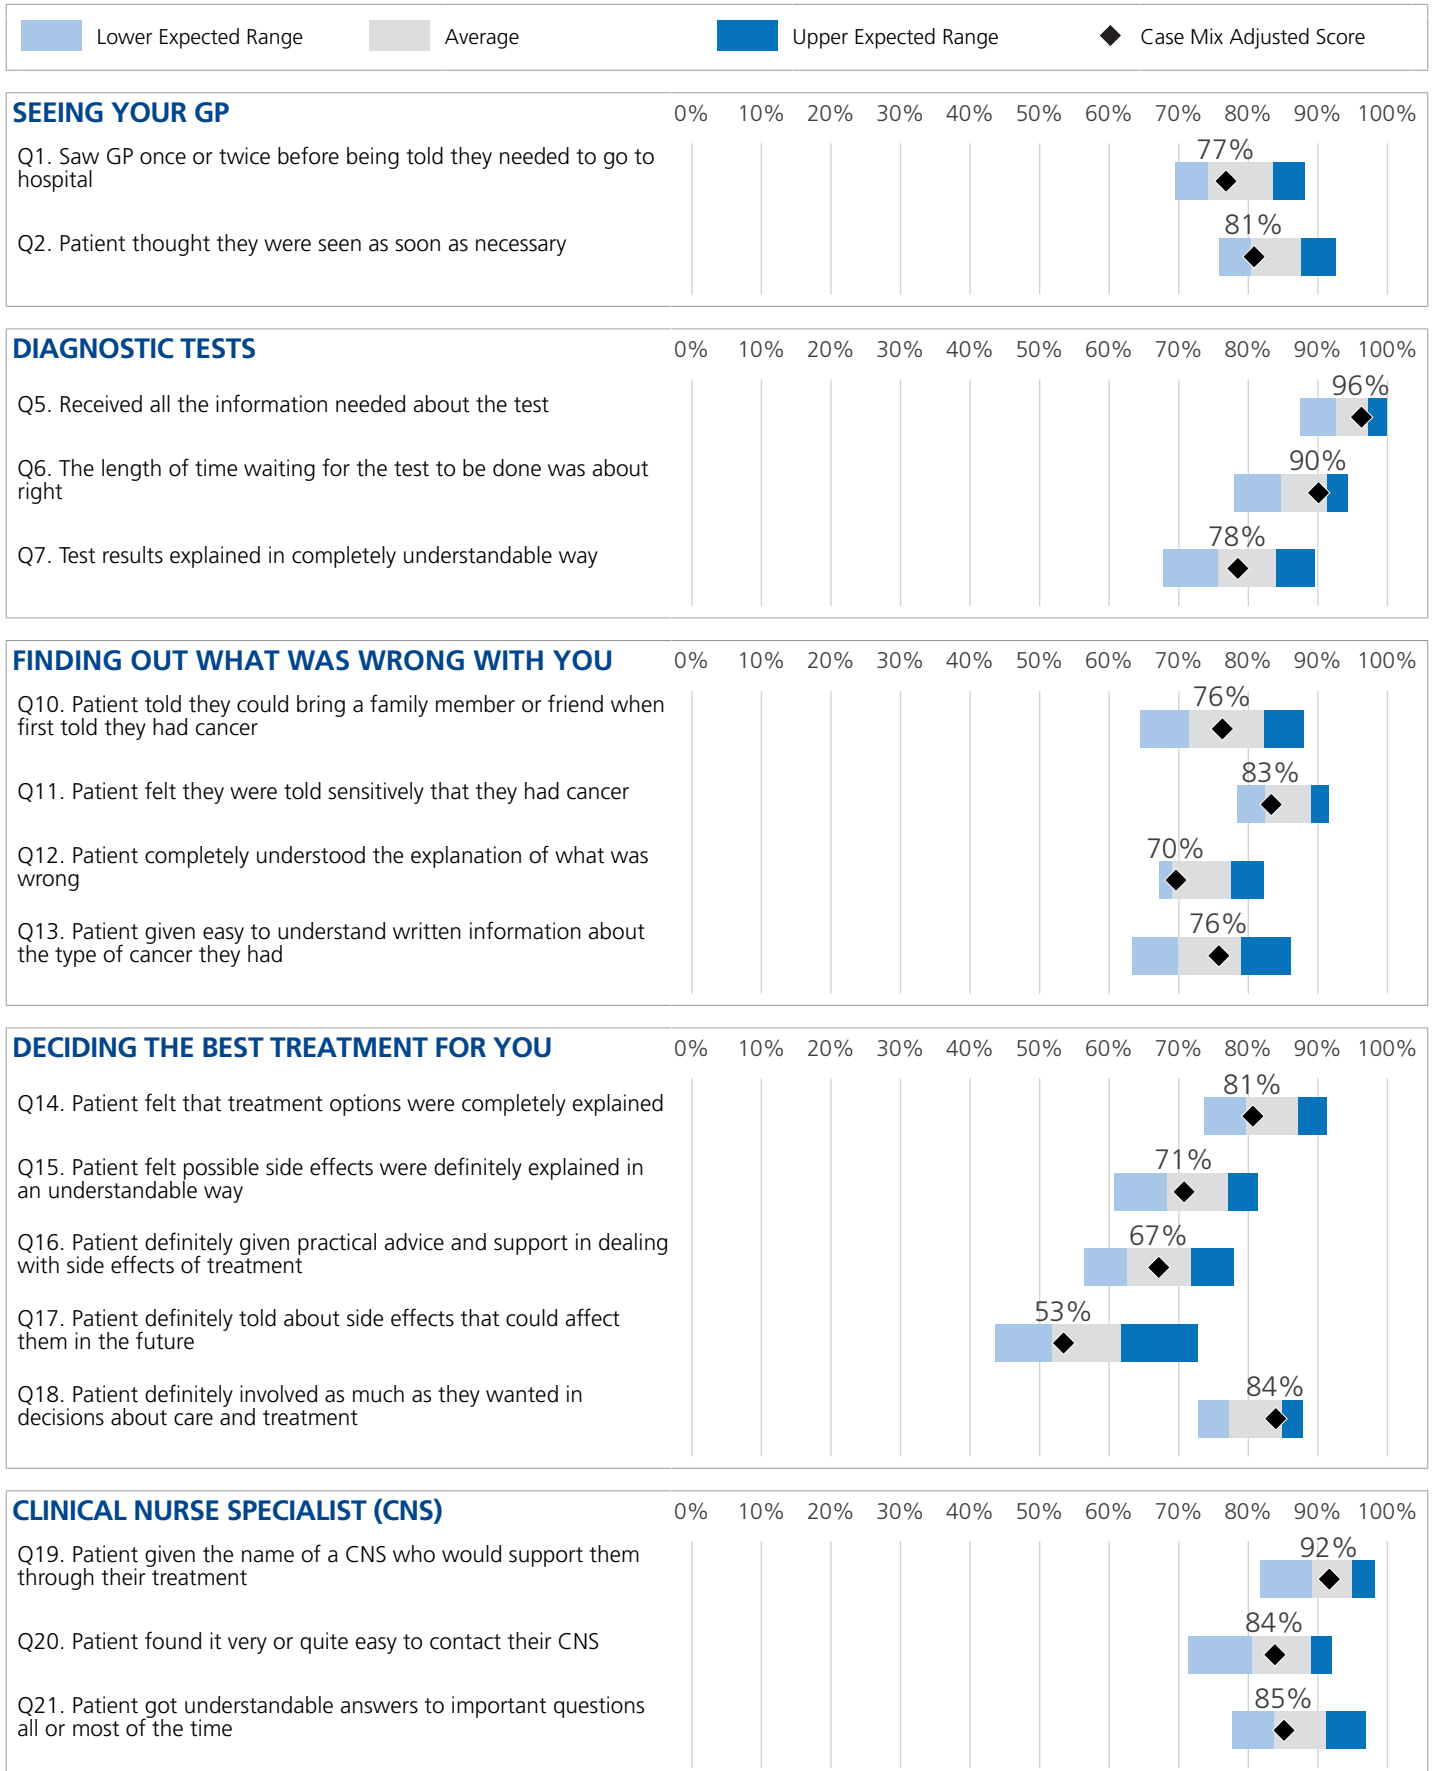 Lower Expected Range Average Upper Expected Range Case Mix Adjusted Score
SEEING YOUR GP 0% 10% 20% 30% 40% 50% 60% 70% 80% 90% 100%
Q1. Saw GP once or twice before being told they needed to go to
hospital
77%
Q2. Patient thought they were seen as soon as necessary
81%
DIAGNOSTIC TESTS 0% 10% 20% 30% 40% 50% 60% 70% 80% 90% 100%
Q5. Received all the information needed about the test
96%
Q6. The length of time waiting for the test to be done was about
right
90%
Q7. Test results explained in completely understandable way
78%
FINDING OUT WHAT WAS WRONG WITH YOU 0% 10% 20% 30% 40% 50% 60% 70% 80% 90% 100%
Q10. Patient told they could bring a family member or friend when
first told they had cancer
76%
Q11. Patient felt they were told sensitively that they had cancer
83%
Q12. Patient completely understood the explanation of what was
wrong
70%
Q13. Patient given easy to understand written information about
the type of cancer they had
76%
DECIDING THE BEST TREATMENT FOR YOU 0% 10% 20% 30% 40% 50% 60% 70% 80% 90% 100%
Q14. Patient felt that treatment options were completely explained
81%
Q15. Patient felt possible side effects were definitely explained in
an understandable way
71%
Q16. Patient definitely given practical advice and support in dealing
with side effects of treatment
67%
Q17. Patient definitely told about side effects that could affect
them in the future
53%
Q18. Patient definitely involved as much as they wanted in
decisions about care and treatment
84%
CLINICAL NURSE SPECIALIST (CNS) 0% 10% 20% 30% 40% 50% 60% 70% 80% 90% 100%
Q19. Patient given the name of a CNS who would support them
through their treatment
92%
Q20. Patient found it very or quite easy to contact their CNS
84%
Q21. Patient got understandable answers to important questions
all or most of the time
85%